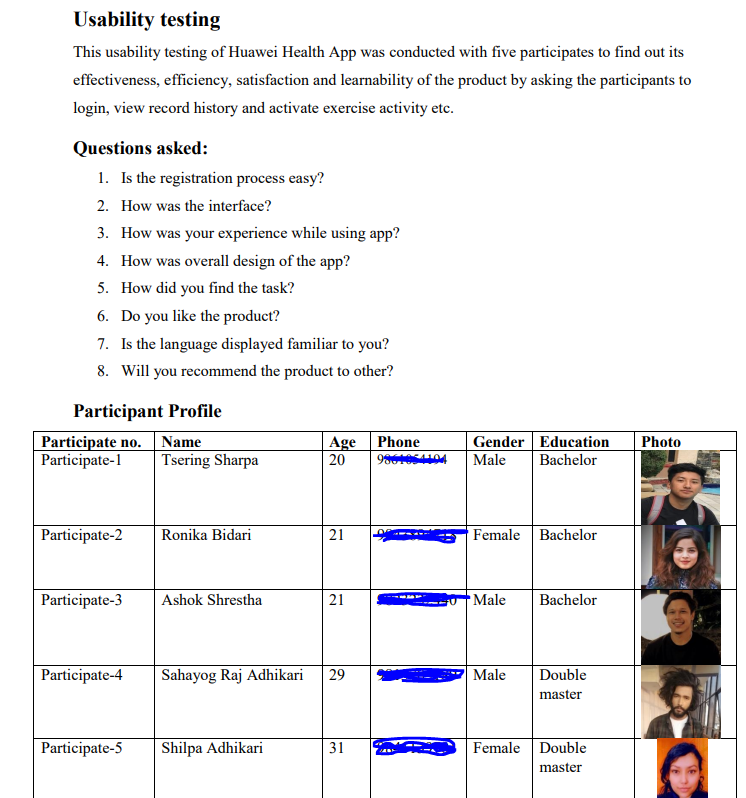 Usability testing
This usability testing of Huawei Health App was conducted with five participates to find out its
effectiveness, efficiency, satisfaction and learnability of the product by asking the participants to
login, view record history and activate exercise activity etc.
Questions asked:
1. Is the registration process easy?
2. How was the interface?
3. How was your experience while using app?
4. How was overall design of the app?
5. How did you find the task?
6. Do you like the product?
7. Is the language displayed familiar to you?
8. Will you recommend the product to other?
Participant Profile
Participate no. Name Age Phone Gender Education Photo
Participate-1 Tsering Sharpa 20 Male Bachelor
Participate-2 Ronika Bidari 21 Female Bachelor
Participate-3 Ashok Shrestha 21 Male Bachelor
Participate-4 Sahayog Raj Adhikari 29 Male Double
master
Participate-5 Shilpa Adhikari 31 Female Double
master